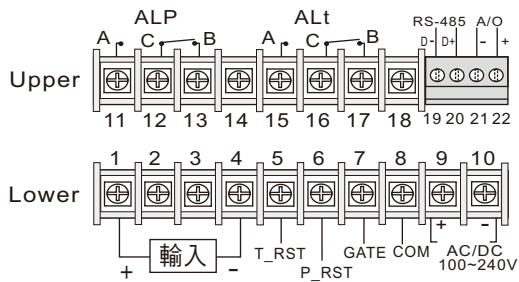 ALP ALt RS-485 A/O
A C B A C B D- D+ - +
Upper
11 12 13 14 15 16 17 18 19 20 21 22
1 2 3 4 5 6 7 8 9 10
Lower
+ 輸入 - T_RST P_RST GATE COM + -
AC/DC
100~240V